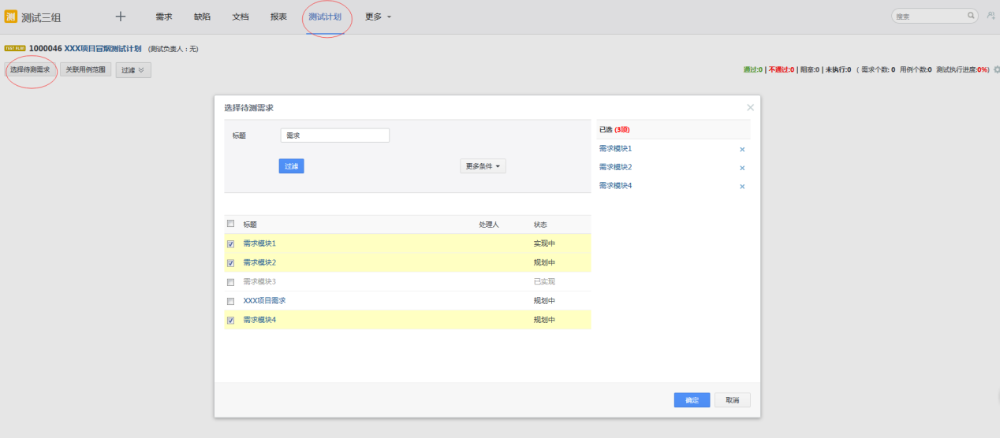 测 测试三组 需求 缺陷 文档 报表 测试计划 更多 搜索
TEST PLAN 1000046 XXX项目冒烟测试计划 (测试负责人：无)
选择待测需求 关联用例范围 过滤 通过:0 | 不通过:0 | 阻塞:0 | 未执行:0 ( 需求个数: 0 用例个数:0 测试执行进度:0%)
选择待测需求
标题 需求
过滤 更多条件
已选 (3项)
需求模块1
需求模块2
需求模块4
标题 处理人 状态
需求模块1 实现中
需求模块2 规划中
需求模块3 已实现
XXX项目需求 规划中
需求模块4 规划中
确定 取消